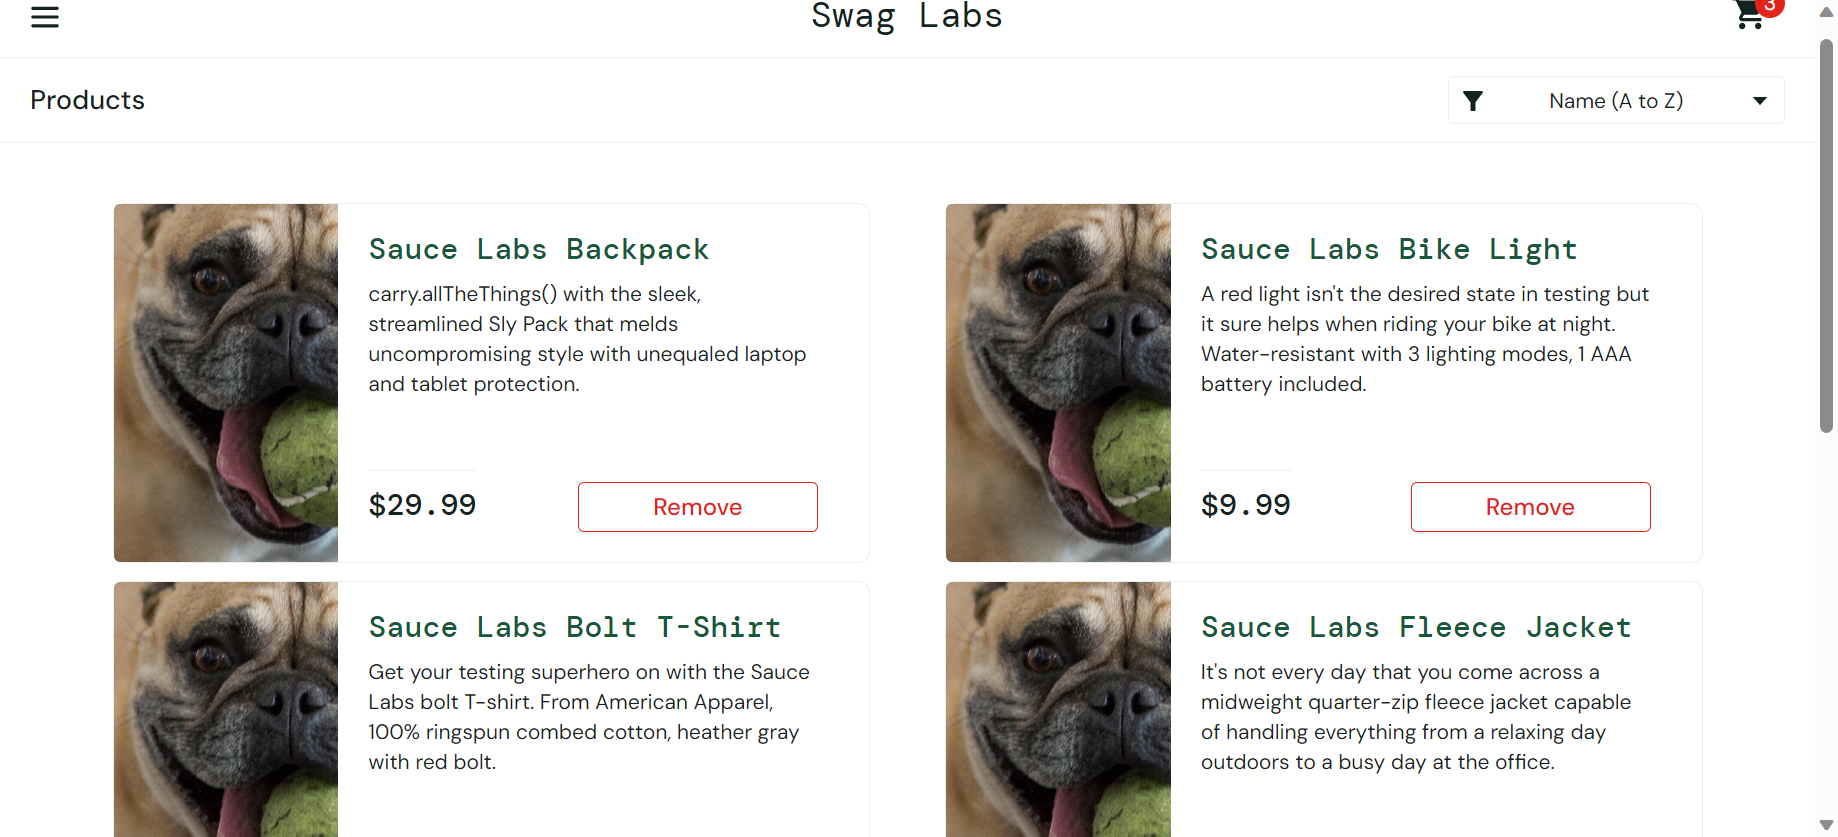 Swag Labs
3
Products
Name (A to Z)
Sauce Labs Backpack
carry.allTheThings() with the sleek,
streamlined Sly Pack that melds
uncompromising style with unequaled laptop
and tablet protection.
$29.99
Remove
Sauce Labs Bike Light
A red light isn't the desired state in testing but
it sure helps when riding your bike at night.
Water-resistant with 3 lighting modes, 1 AAA
battery included.
$9.99
Remove
Sauce Labs Bolt T-Shirt
Get your testing superhero on with the Sauce
Labs bolt T-shirt. From American Apparel,
100% ringspun combed cotton, heather gray
with red bolt.
Sauce Labs Fleece Jacket
It's not every day that you come across a
midweight quarter-zip fleece jacket capable
of handling everything from a relaxing day
outdoors to a busy day at the office.